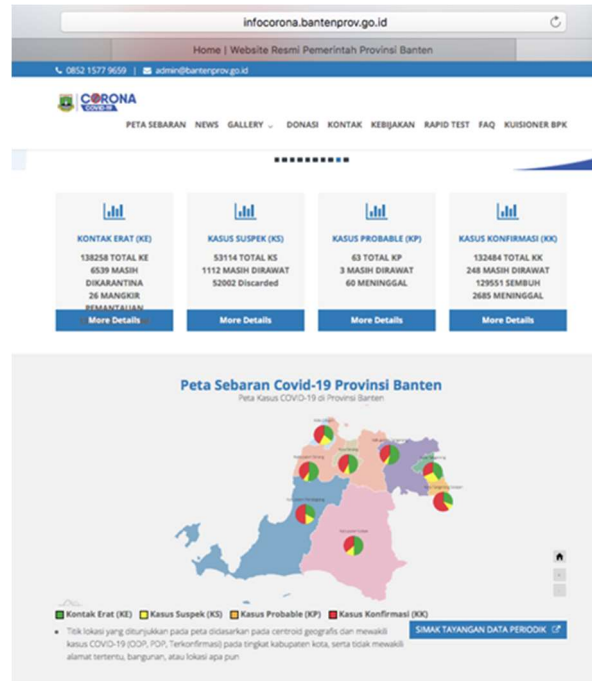 infocorona.bantenprov.go.id
Home | Website Resmi Pemerintah Provinsi Banten
0852 1577 9659 | admin@bantenprov.go.id
CORONA
COVID-19
PETA SEBARAN NEWS GALLERY DONASI KONTAK KEBIJAKAN RAPID TEST FAQ KUISIONER BPK
KONTAK ERAT (KE)
138258 TOTAL KE
6539 MASIH
DIKARANTINA
26 MANGKIR
PEMANTAUAN
More Details
KASUS SUSPEK (KS)
53114 TOTAL KS
1112 MASIH DIRAWAT
52002 Discarded
More Details
KASUS PROBABLE (KP)
63 TOTAL KP
3 MASIH DIRAWAT
60 MENINGGAL
More Details
KASUS KONFIRMASI (KK)
132484 TOTAL KK
248 MASIH DIRAWAT
129551 SEMBUH
2685 MENINGGAL
More Details
Peta Sebaran Covid-19 Provinsi Banten
Peta Kasus COVID-19 di Provinsi Banten
Kontak Erat (KE) Kasus Suspek (KS) Kasus Probable (KP) Kasus Konfirmasi (KK)
Titik lokasi yang ditunjukkan pada peta didasarkan pada centroid geografis dan mewakili
kasus COVID-19 (ODP, PDP, Terkonfirmasi) pada tingkat kabupaten kota, serta tidak mewakili
alamat tertentu, bangunan, atau lokasi apa pun
SIMAK TAYANGAN DATA PERIODIK